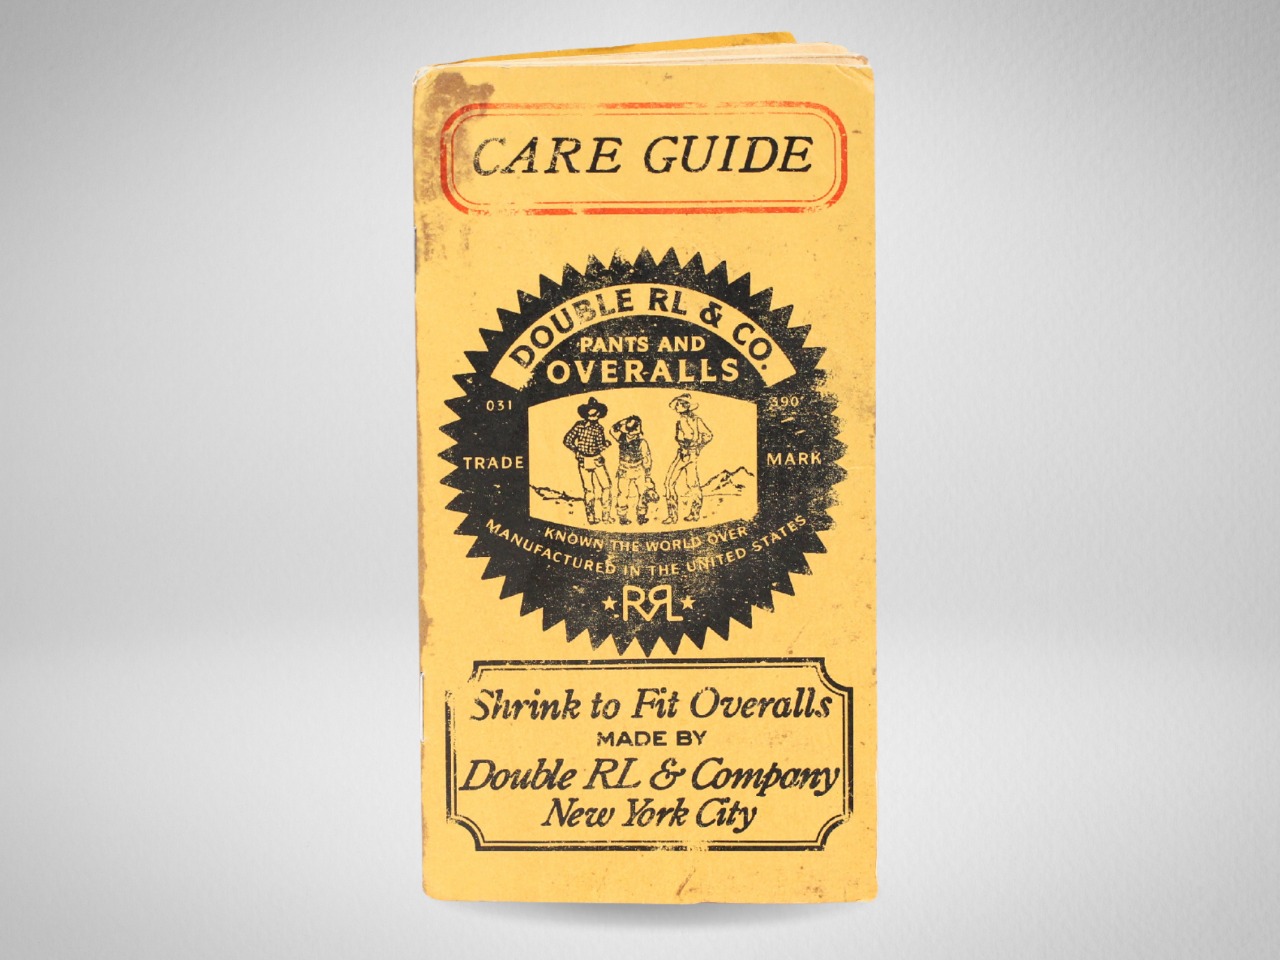 CARE GUIDE
DOUBLE RL & CO.
PANTS AND
OVERALLS
031
390
TRADE
MARK
KNOWN THE WORLD OVER
MANUFACTURED IN THE UNITED STATES
RRL
Shrink to Fit Overalls
MADE BY
Double RL & Company
New York City